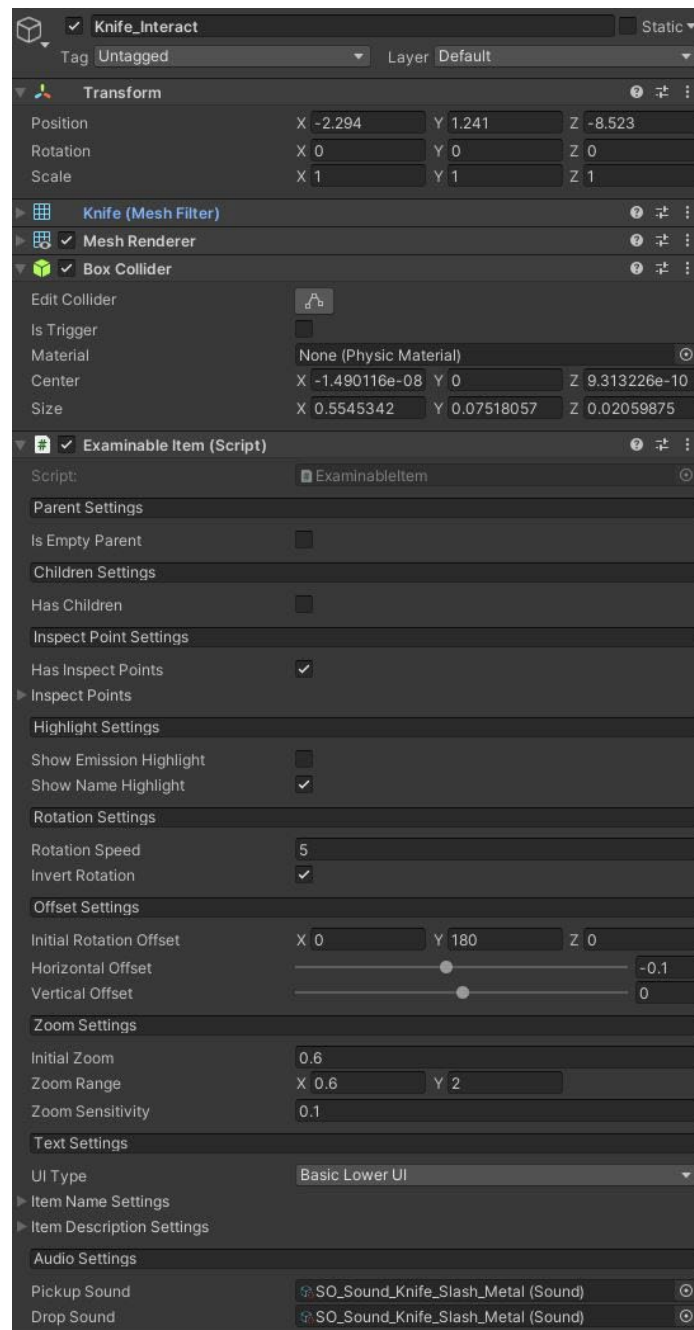 Knife_Interact Static
Tag Untagged Layer Default
Transform
Position X -2.294 Y 1.241 Z -8.523
Rotation X 0 Y 0 Z 0
Scale X 1 Y 1 Z 1
Knife (Mesh Filter)
Mesh Renderer
Box Collider
Edit Collider
Is Trigger
Material None (Physic Material)
Center X -1.490116e-08 Y 0 Z 9.313226e-10
Size X 0.5545342 Y 0.07518057 Z 0.02059875
# Examinable Item (Script)
Script: ExaminableItem
Parent Settings
Is Empty Parent
Children Settings
Has Children
Inspect Point Settings
Has Inspect Points
Inspect Points
Highlight Settings
Show Emission Highlight
Show Name Highlight
Rotation Settings
Rotation Speed 5
Invert Rotation
Offset Settings
Initial Rotation Offset X 0 Y 180 Z 0
Horizontal Offset -0.1
Vertical Offset 0
Zoom Settings
Initial Zoom 0.6
Zoom Range X 0.6 Y 2
Zoom Sensitivity 0.1
Text Settings
UI Type Basic Lower UI
Item Name Settings
Item Description Settings
Audio Settings
Pickup Sound SO_Sound_Knife_Slash_Metal (Sound)
Drop Sound SO_Sound_Knife_Slash_Metal (Sound)